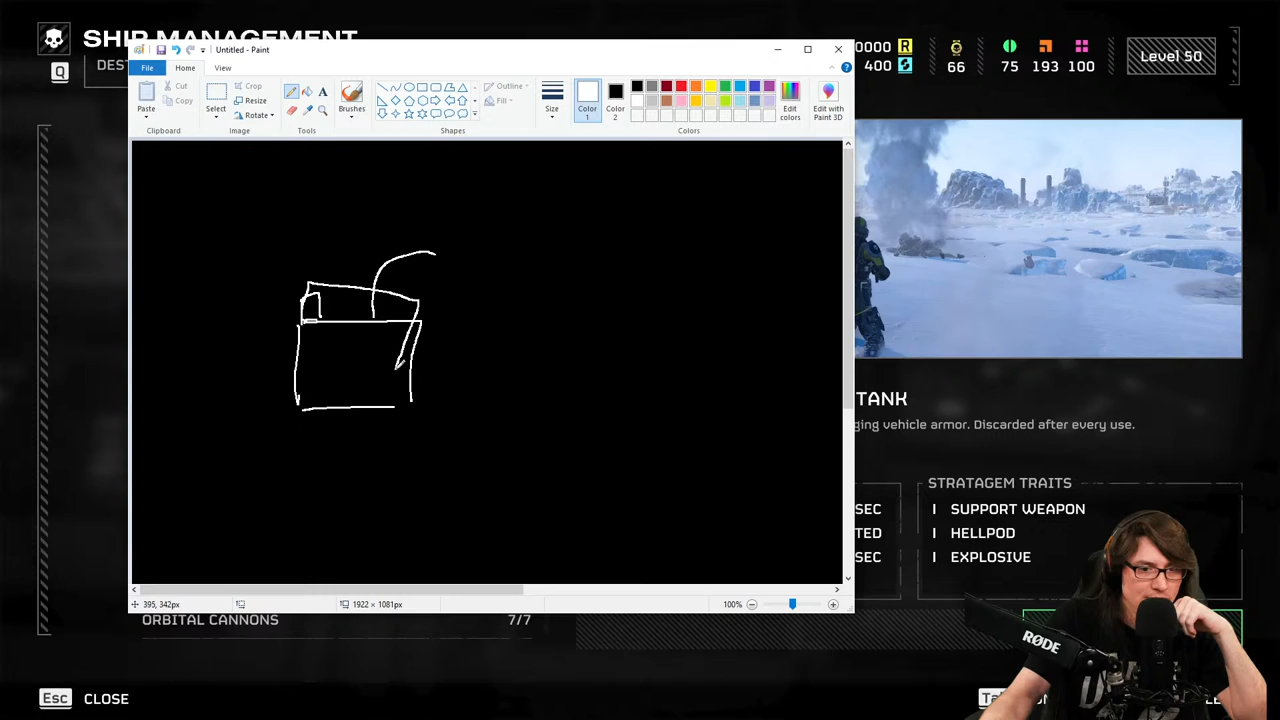 SHIP MANAGEMENT
Q
DEST
0000 R
400 S
66
75
193
100
Level 50
Untitled - Paint
File
Home
View
Paste
Cut
Copy
Clipboard
Select
Crop
Resize
Rotate
Image
A
Tools
Brushes
Outline
Fill
Shapes
Size
Color
1
Color
2
Edit
colors
Colors
Edit with
Paint 3D
395, 342px
1922 × 1081px
100%
TANK
ging vehicle armor. Discarded after every use.
SEC
TED
SEC
STRATAGEM TRAITS
SUPPORT WEAPON
HELLPOD
EXPLOSIVE
ORBITAL CANNONS
7/7
RØDE
Esc CLOSE